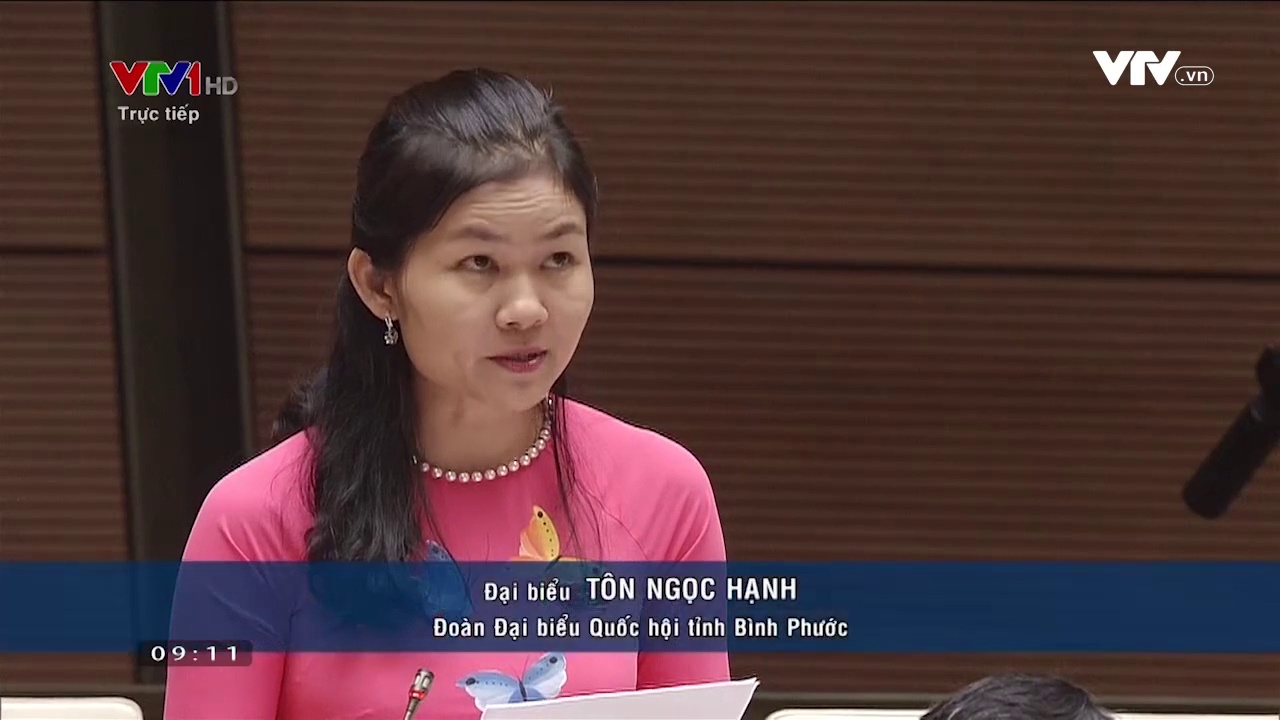 VTV1 HD
Trực tiếp
VTV.vn
Đại biểu TÔN NGỌC HẠNH
Đoàn Đại biểu Quốc hội tỉnh Bình Phước
09:11